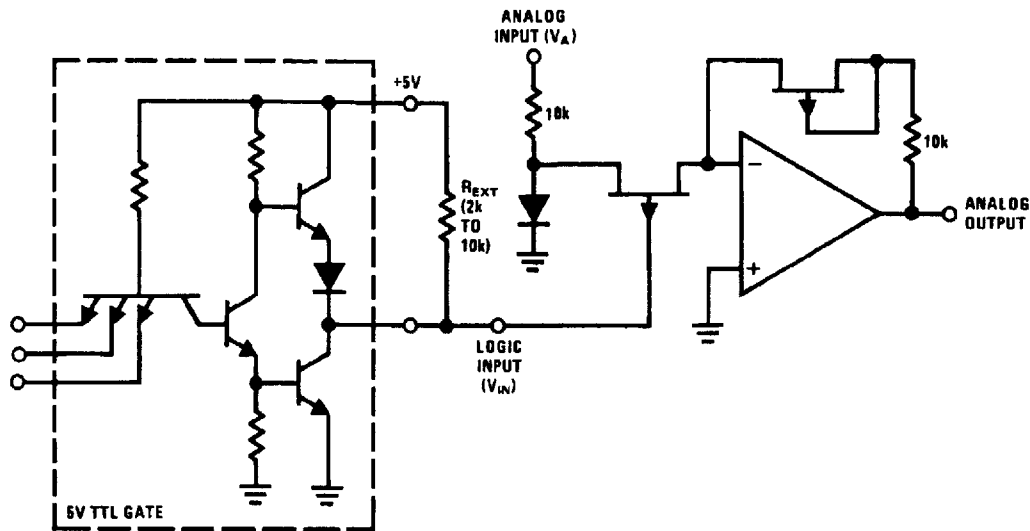 ANALOG
INPUT (VA)
+5V
10k
10k
REXT
(2k
TO
10k)
−
+
ANALOG
OUTPUT
LOGIC
INPUT
(VIN)
5V TTL GATE